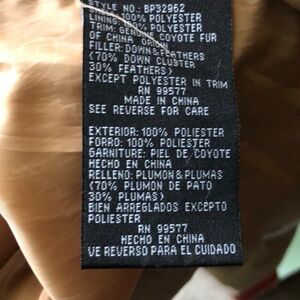 STYLE NO.: BP32962
100% POLYESTER
LINING: 100% POLYESTER
TRIM: GENUINE COYOTE FUR
OF CHINA ORIGIN
FILLER: DOWN & FEATHERS
(70% DOWN CLUSTER
30% FEATHERS)
EXCEPT POLYESTER IN TRIM
RN 99577
MADE IN CHINA
SEE REVERSE FOR CARE
EXTERIOR: 100% POLIESTER
FORRO: 100% POLIESTER
GARNITURE: PIEL DE COYOTE
HECHO EN CHINA
RELLENO: PLUMON&PLUMAS
(70% PLUMON DE PATO
30% PLUMAS)
BIEN ARREGLADOS EXCEPTO
POLIESTER
RN 99577
HECHO EN CHINA
VE REVERSO PARA EL CUIDADO